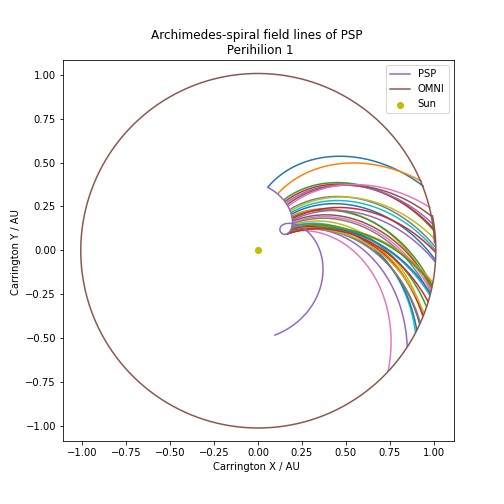 Archimedes-spiral field lines of PSP
Perihilion 1
PSP
OMNI
Sun
Carrington Y / AU
1.00
0.75
0.50
0.25
0.00
−0.25
−0.50
−0.75
−1.00
−1.00 −0.75 −0.50 −0.25 0.00 0.25 0.50 0.75 1.00
Carrington X / AU